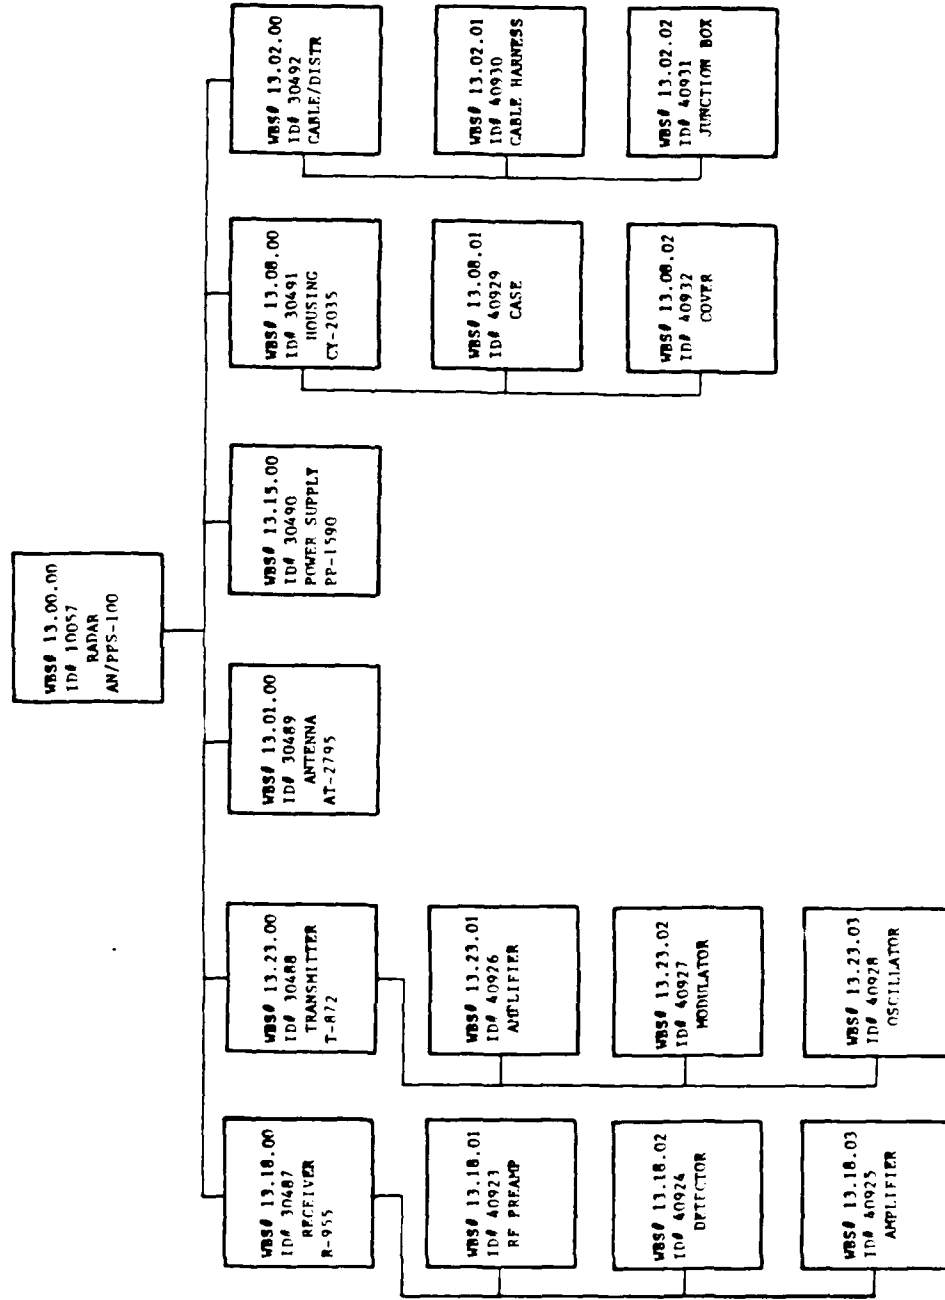 WBS# 13.00.00
ID# 10057
RADAR
AN/PPS-100
WBS# 13.18.00
ID# 30487
RECEIVER
R-955
WBS# 13.18.01
ID# 40923
RF PREAMP
WBS# 13.18.02
ID# 40924
DETECTOR
WBS# 13.18.03
ID# 40925
AMPLIFIER
WBS# 13.23.00
ID# 30488
TRANSMITTER
T-872
WBS# 13.23.01
ID# 40926
AMPLIFIER
WBS# 13.23.02
ID# 40927
MODULATOR
WBS# 13.23.03
ID# 40928
OSCILLATOR
WBS# 13.01.00
ID# 30489
ANTENNA
AT-2795
WBS# 13.15.00
ID# 30490
POWER SUPPLY
PP-1590
WBS# 13.08.00
ID# 30491
HOUSING
CY-2035
WBS# 13.08.01
ID# 40929
CASE
WBS# 13.08.02
ID# 40932
COVER
WBS# 13.02.00
ID# 30492
CABLE/DISTR
WBS# 13.02.01
ID# 40930
CABLE HARNESS
WBS# 13.02.02
ID# 40931
JUNCTION BOX